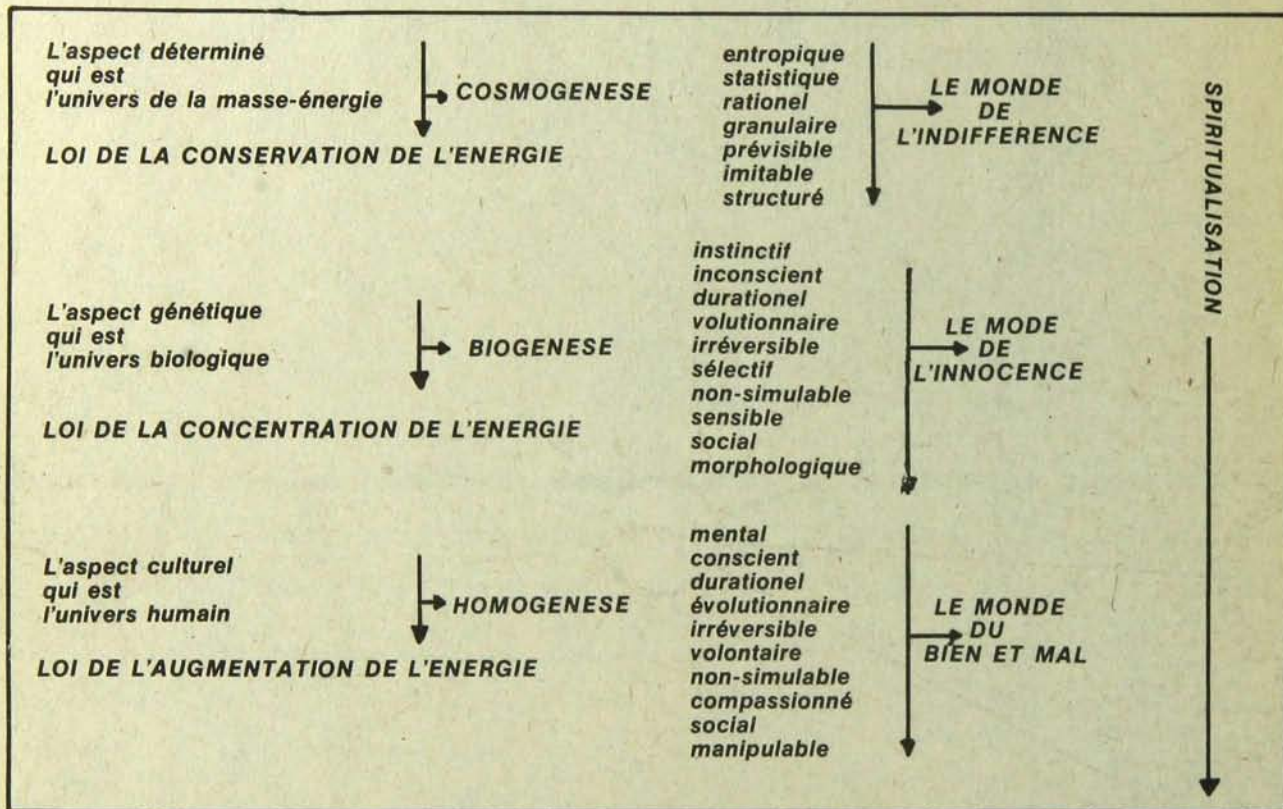 L'aspect déterminé
qui est
l'univers de la masse-énergie
COSMOGENESE
LOI DE LA CONSERVATION DE L'ENERGIE
entropique
statistique
rationel
granulaire
prévisible
imitable
structuré
LE MONDE
DE
L'INDIFFERENCE
L'aspect génétique
qui est
l'univers biologique
BIOGENESE
LOI DE LA CONCENTRATION DE L'ENERGIE
instinctif
inconscient
durationel
volutionnaire
irréversible
sélectif
non-simulable
sensible
social
morphologique
LE MODE
DE
L'INNOCENCE
L'aspect culturel
qui est
l'univers humain
HOMOGENESE
LOI DE L'AUGMENTATION DE L'ENERGIE
mental
conscient
durationel
évolutionnaire
irréversible
volontaire
non-simulable
compassionné
social
manipulable
LE MONDE
DU
BIEN ET MAL
SPIRITUALISATION